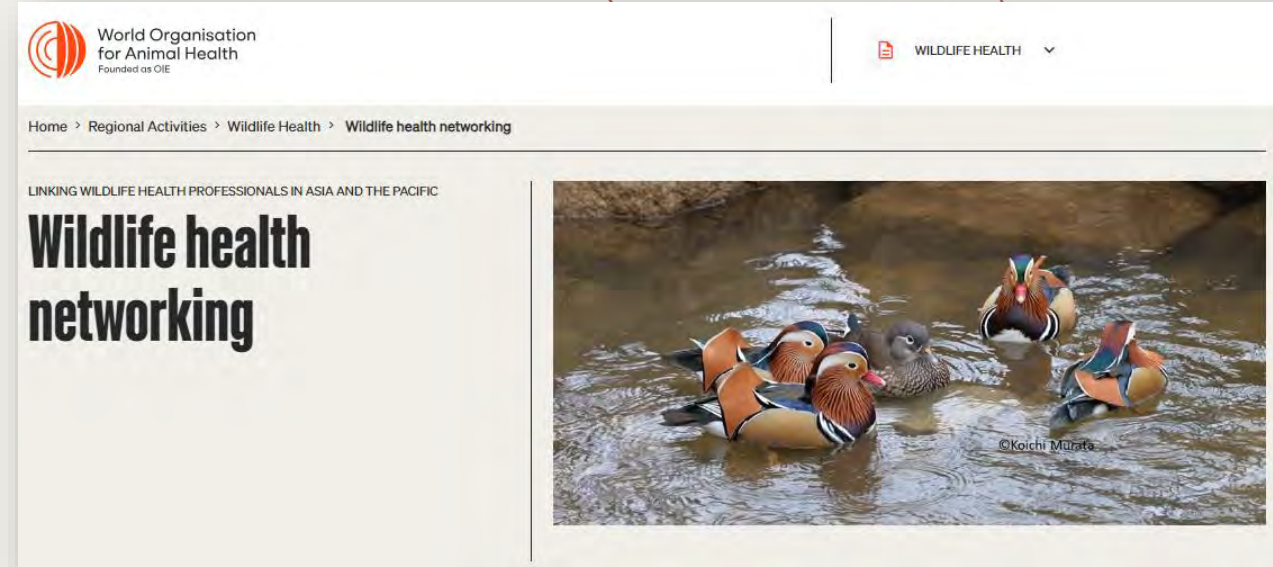 World Organisation
for Animal Health
Founded as OIE
WILDLIFE HEALTH
Home > Regional Activities > Wildlife Health > Wildlife health networking
LINKING WILDLIFE HEALTH PROFESSIONALS IN ASIA AND THE PACIFIC
Wildlife health
networking
©Koichi Murata